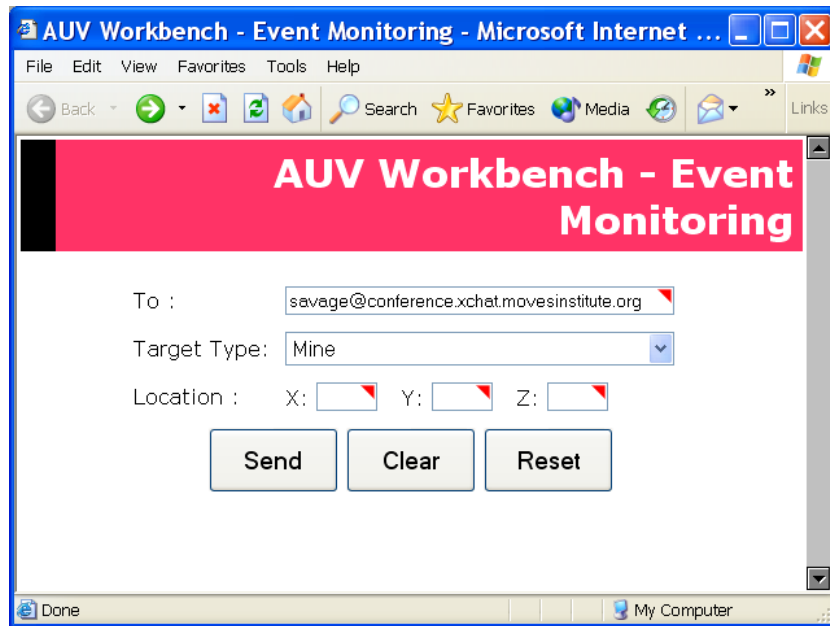 AUV Workbench - Event Monitoring - Microsoft Internet ...
File Edit View Favorites Tools Help
Back Search Favorites Media » Links
AUV Workbench - Event
Monitoring
To : savage@conference.xchat.movesinstitute.org
Target Type: Mine
Location : X: Y: Z:
Send Clear Reset
Done My Computer